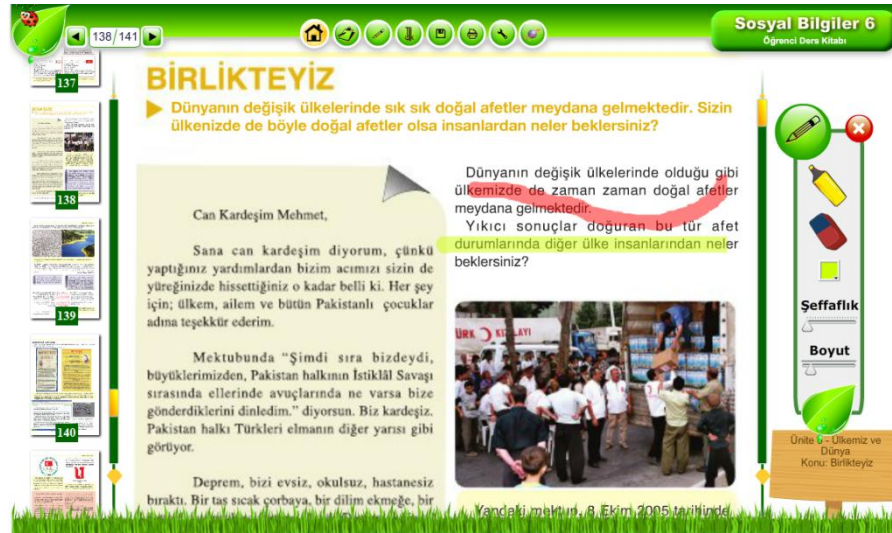 138/141
Sosyal Bilgiler 6
Öğrenci Ders Kitabı
137
138
139
140
BİRLİKTEYİZ
Dünyanın değişik ülkelerinde sık sık doğal afetler meydana gelmektedir. Sizin
ülkenizde de böyle doğal afetler olsa insanlardan neler beklersiniz?
Can Kardeşim Mehmet,
Sana can kardeşim diyorum, çünkü
yaptığınız yardımlardan bizim acımızı sizin de
yüreğinizde hissettiğiniz o kadar belli ki. Her şey
için; ülkem, ailem ve bütün Pakistanlı çocuklar
adına teşekkür ederim.
Mektubunda “Şimdi sıra bizdeydi,
büyüklerimizden, Pakistan halkının İstiklâl Savaşı
sırasında ellerinde avuçlarında ne varsa bize
gönderdiklerini dinledim.” diyorsun. Biz kardeşiz.
Pakistan halkı Türkleri elmanın diğer yarısı gibi
görüyor.
Deprem, bizi evsiz, okulsuz, hastanesiz
bıraktı. Bir tas sıcak çorbaya, bir dilim ekmeğe, bir
Dünyanın değişik ülkelerinde olduğu gibi
ülkemizde de zaman zaman doğal afetler
meydana gelmektedir.
Yıkıcı sonuçlar doğuran bu tür afet
durumlarında diğer ülke insanlarından neler
beklersiniz?
TÜRK KIZILAYI
Yandaki mektup, 8 Ekim 2005 tarihinde
Şeffaflık
Boyut
Ünite - Ülkemiz ve
Dünya
Konu: Birlikteyiz